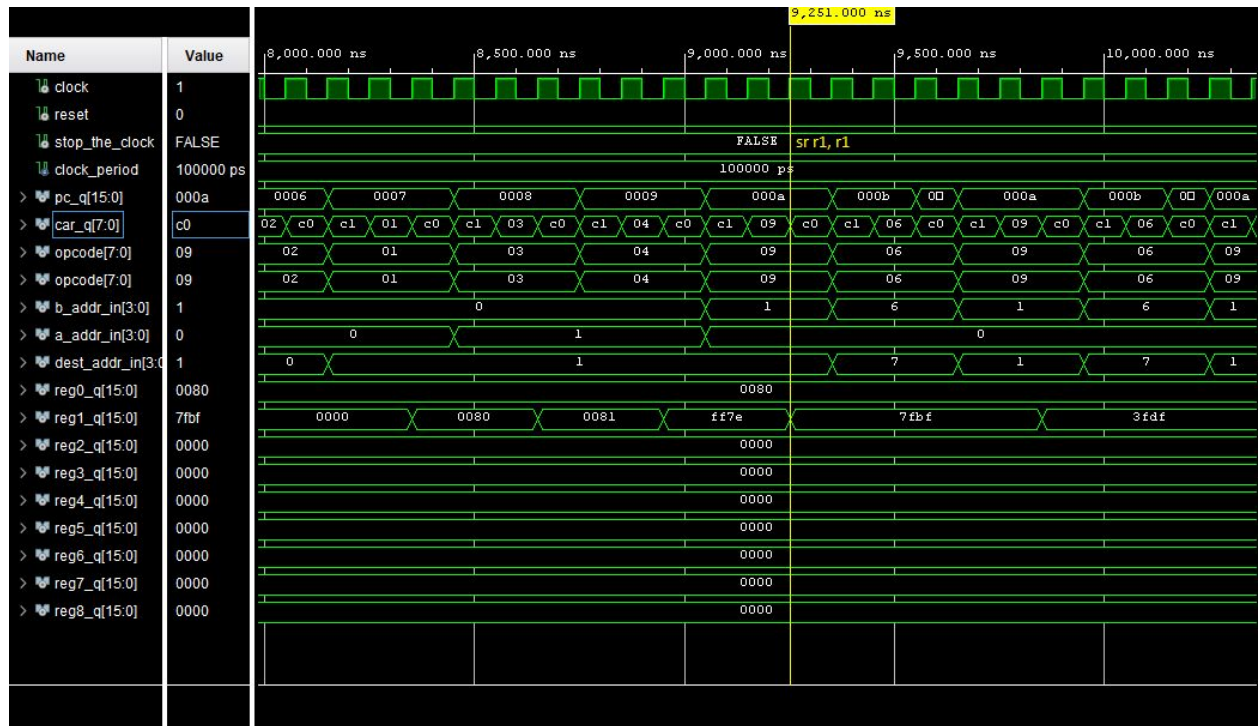 9,251.000 ns
Name Value 8,000.000 ns 8,500.000 ns 9,000.000 ns 9,500.000 ns 10,000.000 ns
clock 1
reset 0
stop_the_clock FALSE FALSE sr r1, r1
clock_period 100000 ps 100000 ps
pc_q[15:0] 000a 0006 0007 0008 0009 000a 000b 0 000a 000b 0 000a
car_q[7:0] c0 02 c0 c1 01 c0 c1 03 c0 c1 04 c0 c1 09 c0 c1 06 c0 c1 09 c0 c1 06 c0 c1
opcode[7:0] 09 02 01 03 04 09 06 09 06 09
opcode[7:0] 09 02 01 03 04 09 06 09 06 09
b_addr_in[3:0] 1 0 1 6 1 6 1
a_addr_in[3:0] 0 0 1 0
dest_addr_in[3:0 1 0 1 7 1 7 1
reg0_q[15:0] 0080 0080
reg1_q[15:0] 7fbf 0000 0080 0081 ff7e 7fbf 3fdf
reg2_q[15:0] 0000 0000
reg3_q[15:0] 0000 0000
reg4_q[15:0] 0000 0000
reg5_q[15:0] 0000 0000
reg6_q[15:0] 0000 0000
reg7_q[15:0] 0000 0000
reg8_q[15:0] 0000 0000